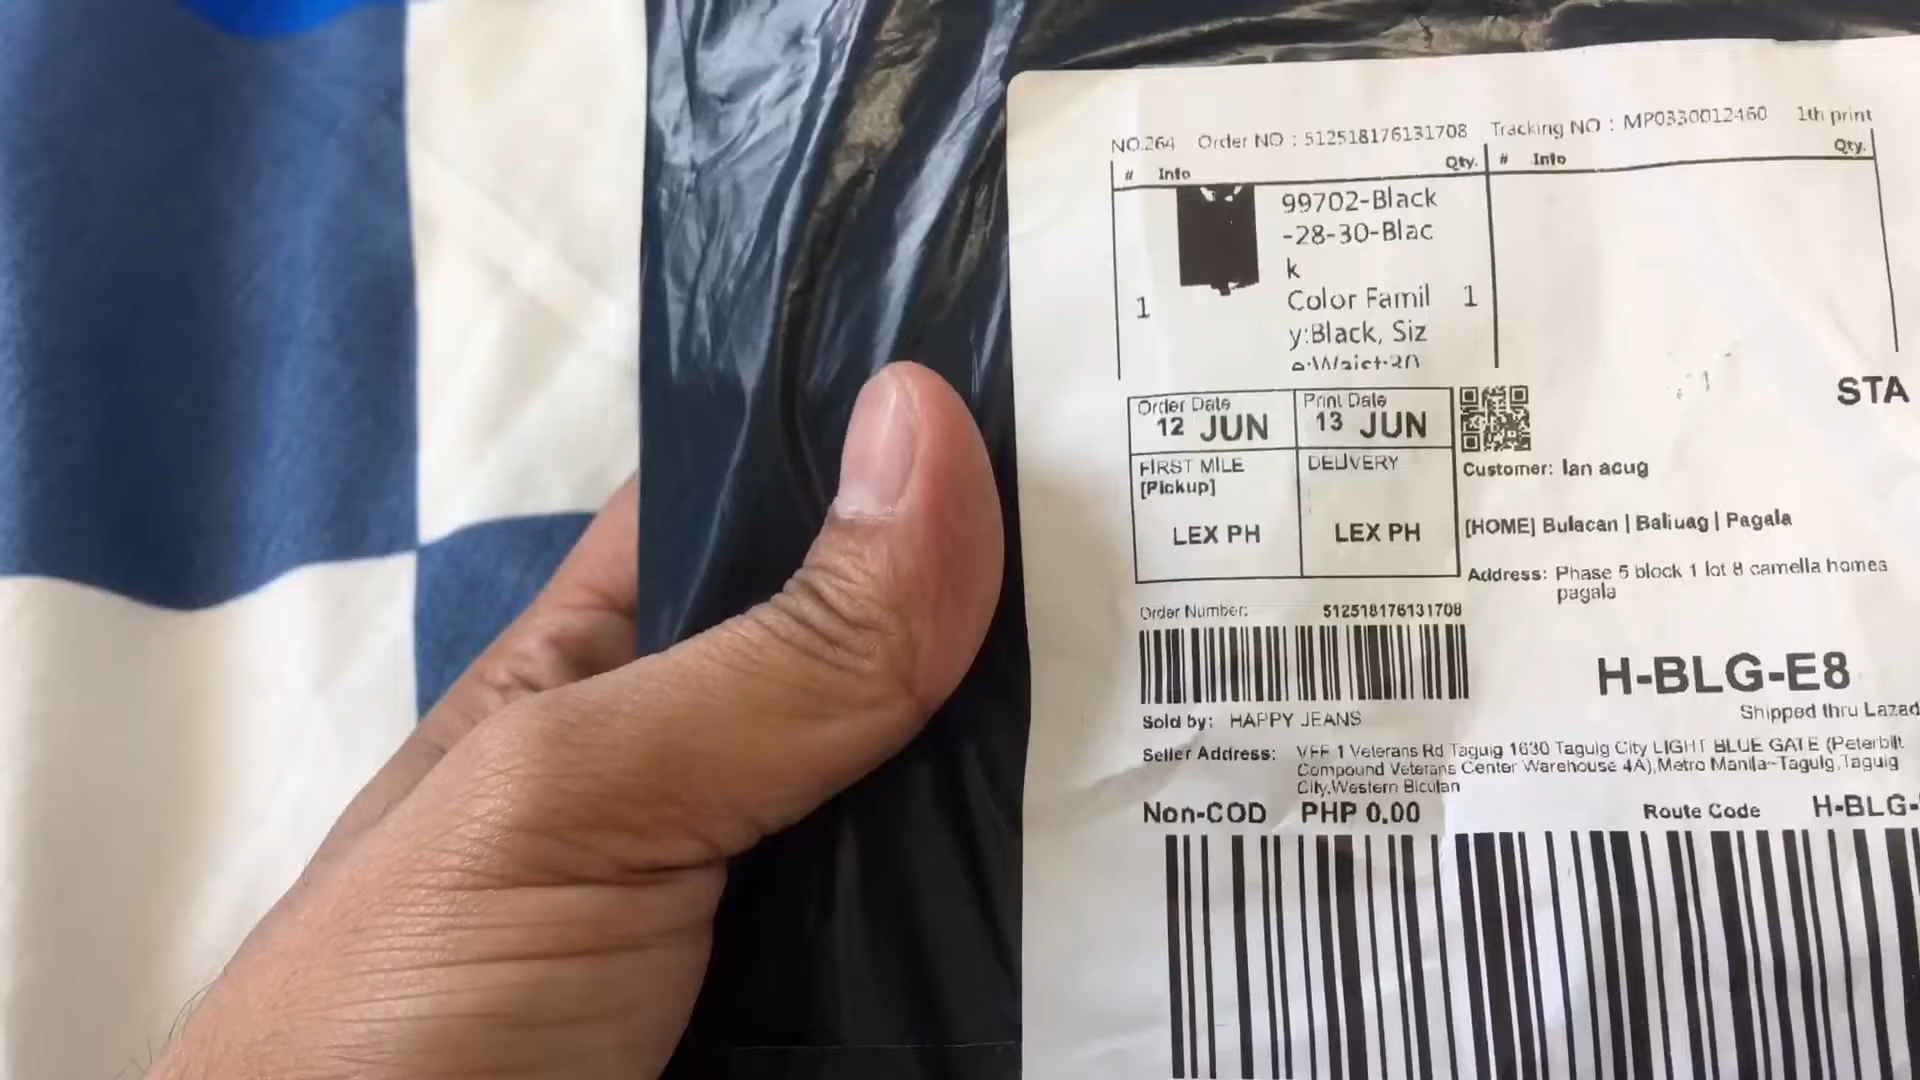 NO.264 Order NO : 512518176131708 Tracking NO : MP0330012460 1th print
# Info Qty. # Info Qty.
99702-Black
-28-30-Blac
k
1 Color Famil 1
y:Black, Siz
e:Waist:30
STA
Order Date Print Date
12 JUN 13 JUN
FIRST MILE DELIVERY
[Pickup]
LEX PH LEX PH
Customer: Ian acug
[HOME] Bulacan | Baliuag | Pagala
Address: Phase 5 block 1 lot 8 camella homes
pagala
Order Number: 512518176131708
H-BLG-E8
Shipped thru Lazad
Sold by: HAPPY JEANS
Seller Address: VFF 1 Veterans Rd Taguig 1630 Taguig City LIGHT BLUE GATE (Peterbilt
Compound Veterans Center Warehouse 4A),Metro Manila~Taguig,Taguig
City,Western Bicutan
Non-COD PHP 0.00 Route Code H-BLG-